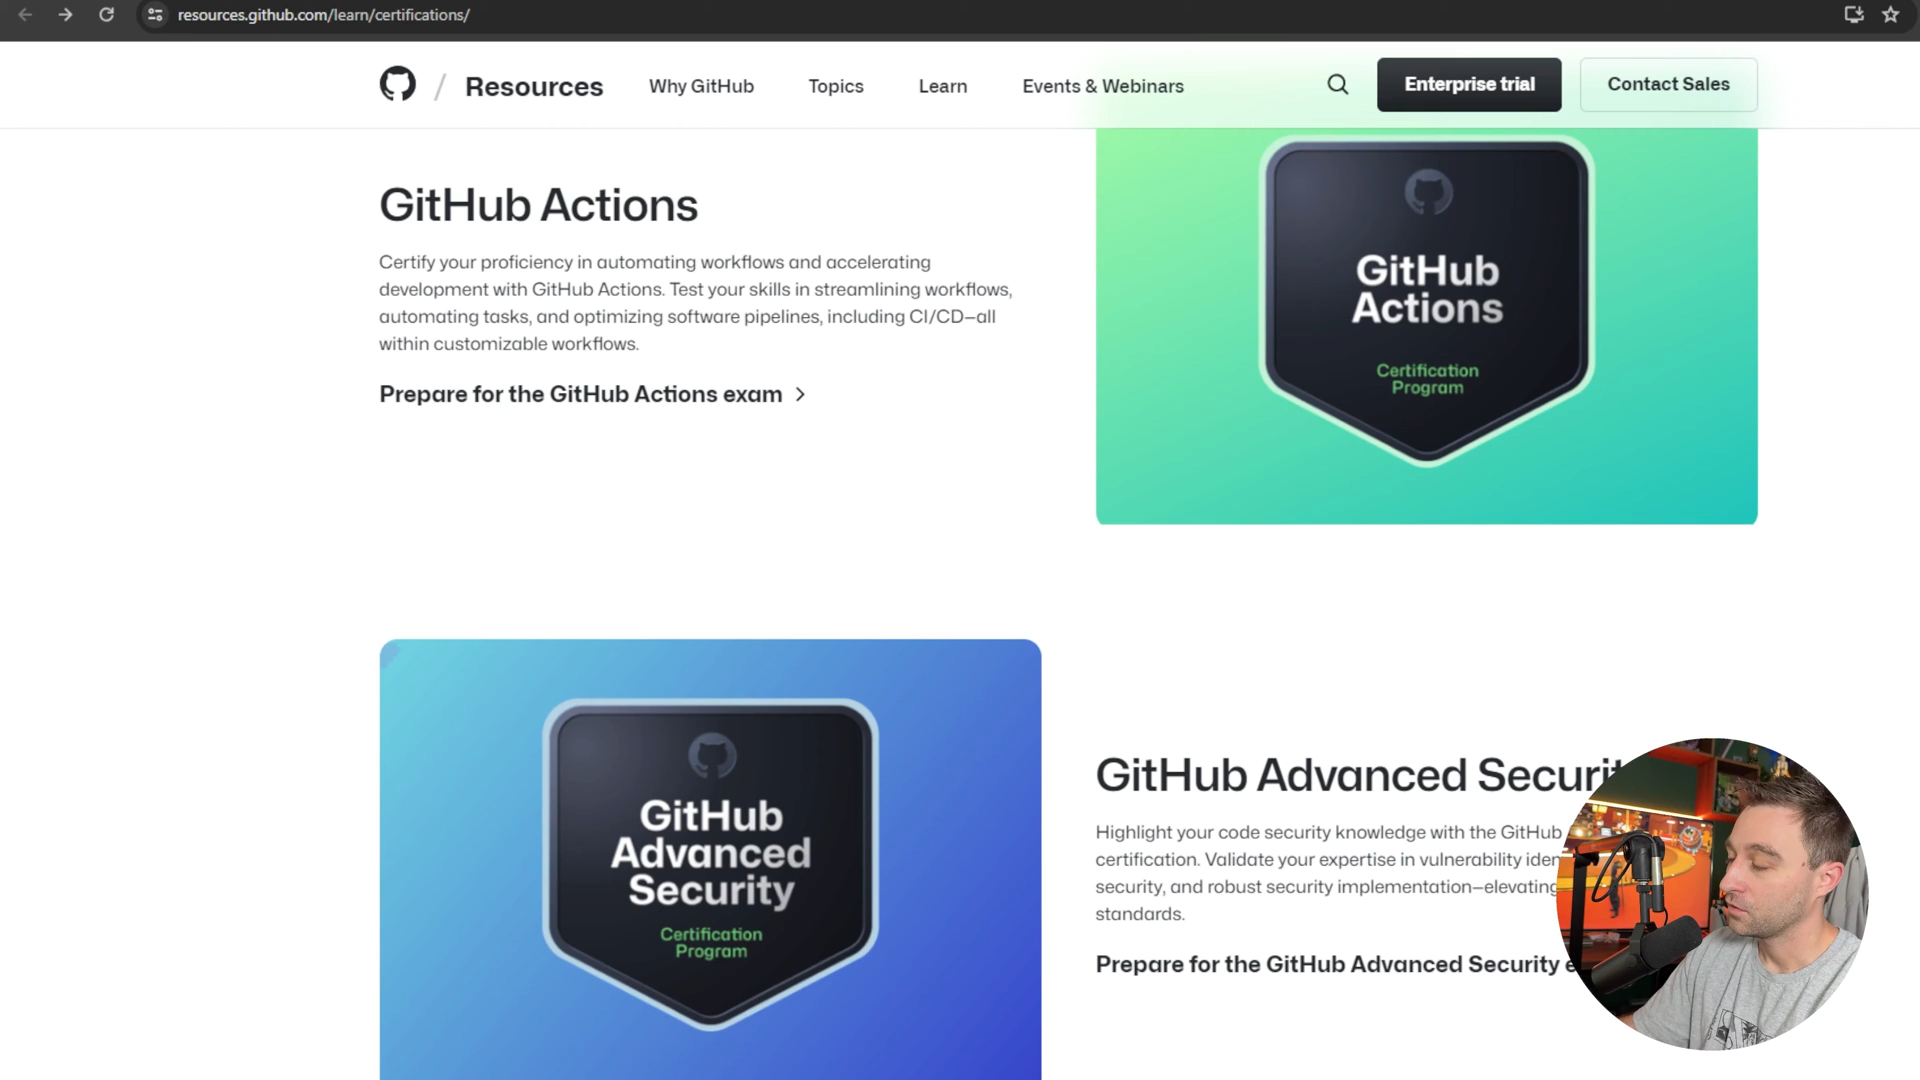 resources.github.com/learn/certifications/
/ Resources Why GitHub Topics Learn Events & Webinars Enterprise trial Contact Sales
GitHub Actions
Certify your proficiency in automating workflows and accelerating
development with GitHub Actions. Test your skills in streamlining workflows,
automating tasks, and optimizing software pipelines, including CI/CD—all
within customizable workflows.
Prepare for the GitHub Actions exam
GitHub
Actions
Certification
Program
GitHub
Advanced
Security
Certification
Program
GitHub Advanced
Highlight your code security knowledge with the GitHub
certification. Validate your expertise in vulnerability
security, and robust security implementation—elevating
standards.
Prepare for the GitHub Advanced Security